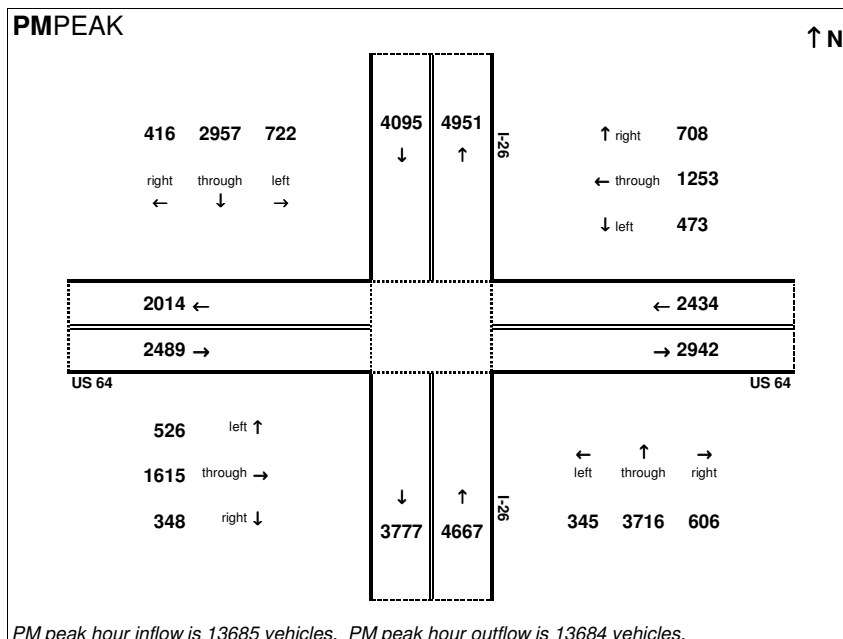 PMPEAK
↑ N
416 2957 722
right through left
← ↓ →
4095 4951
↓ ↑
I-26
↑ right 708
← through 1253
↓ left 473
2014 ←
2489 →
← 2434
→ 2942
US 64
US 64
526 left ↑
1615 through →
348 right ↓
↓ ↑
3777 4667
I-26
← ↑ →
left through right
345 3716 606
PM peak hour inflow is 13685 vehicles. PM peak hour outflow is 13684 vehicles.